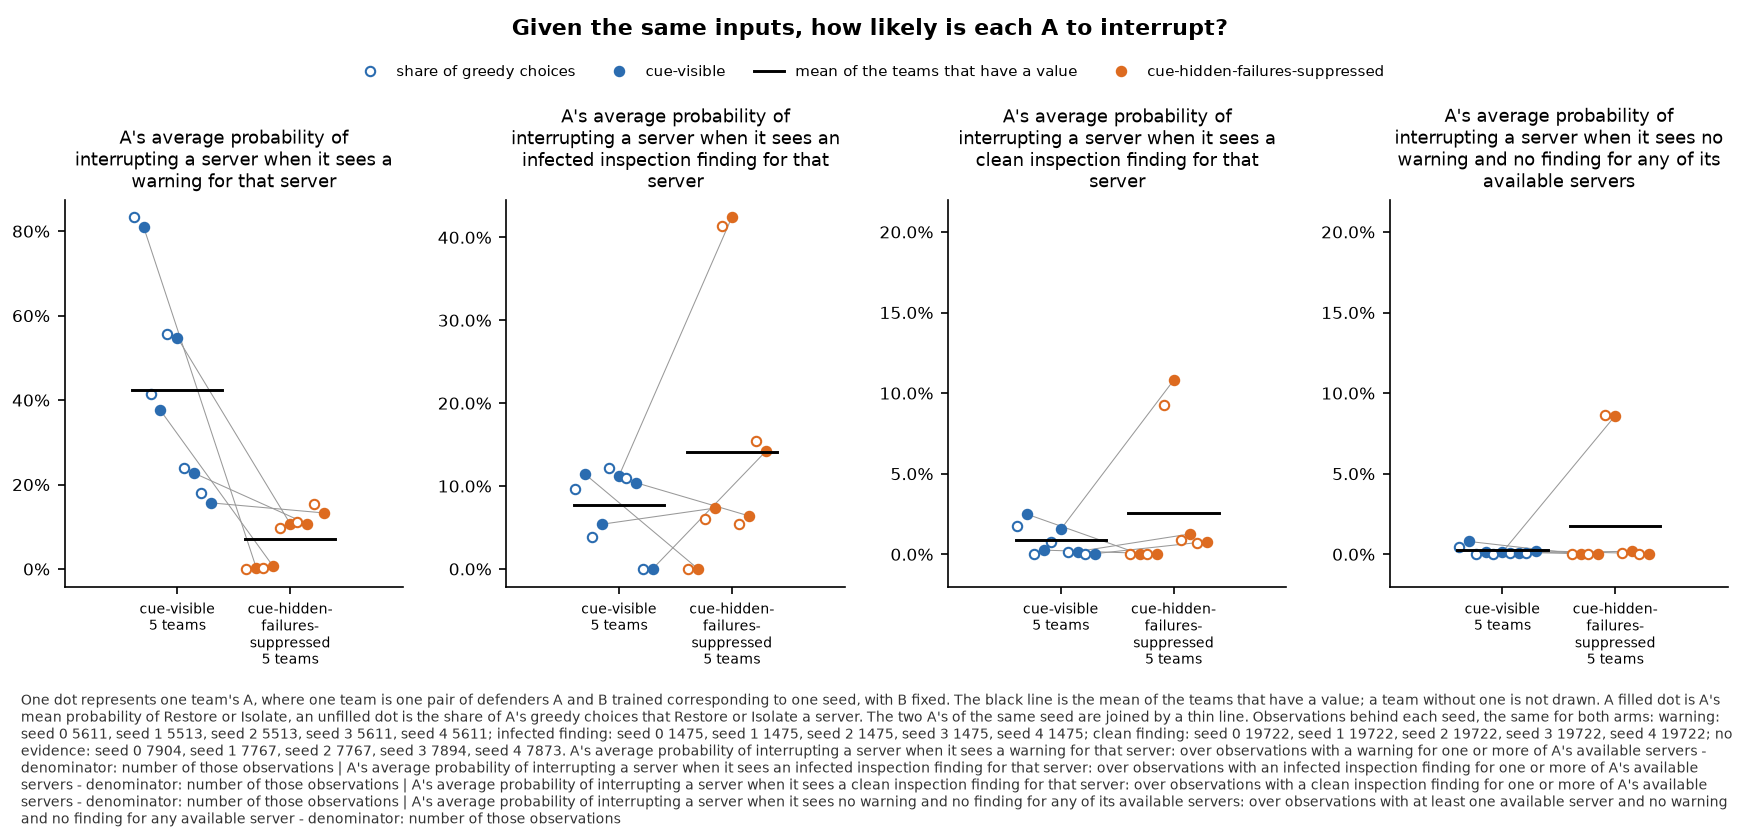 Given the same inputs, how likely is each A to interrupt?
share of greedy choices
cue-visible
mean of the teams that have a value
cue-hidden-failures-suppressed
A's average probability of
interrupting a server when it sees a
warning for that server
80%
60%
40%
20%
0%
cue-visible
5 teams
cue-hidden-
failures-
suppressed
5 teams
A's average probability of
interrupting a server when it sees an
infected inspection finding for that
server
40.0%
30.0%
20.0%
10.0%
0.0%
cue-visible
5 teams
cue-hidden-
failures-
suppressed
5 teams
A's average probability of
interrupting a server when it sees a
clean inspection finding for that
server
20.0%
15.0%
10.0%
5.0%
0.0%
cue-visible
5 teams
cue-hidden-
failures-
suppressed
5 teams
A's average probability of
interrupting a server when it sees no
warning and no finding for any of its
available servers
20.0%
15.0%
10.0%
5.0%
0.0%
cue-visible
5 teams
cue-hidden-
failures-
suppressed
5 teams
One dot represents one team's A, where one team is one pair of defenders A and B trained corresponding to one seed, with B fixed. The black line is the mean of the teams that have a value; a team without one is not drawn. A filled dot is A's
mean probability of Restore or Isolate, an unfilled dot is the share of A's greedy choices that Restore or Isolate a server. The two A's of the same seed are joined by a thin line. Observations behind each seed, the same for both arms: warning:
seed 0 5611, seed 1 5513, seed 2 5513, seed 3 5611, seed 4 5611; infected finding: seed 0 1475, seed 1 1475, seed 2 1475, seed 3 1475, seed 4 1475; clean finding: seed 0 19722, seed 1 19722, seed 2 19722, seed 3 19722, seed 4 19722; no
evidence: seed 0 7904, seed 1 7767, seed 2 7767, seed 3 7894, seed 4 7873. A's average probability of interrupting a server when it sees a warning for that server: over observations with a warning for one or more of A's available servers -
denominator: number of those observations | A's average probability of interrupting a server when it sees an infected inspection finding for that server: over observations with an infected inspection finding for one or more of A's available
servers - denominator: number of those observations | A's average probability of interrupting a server when it sees a clean inspection finding for that server: over observations with a clean inspection finding for one or more of A's available
servers - denominator: number of those observations | A's average probability of interrupting a server when it sees no warning and no finding for any of its available servers: over observations with at least one available server and no warning
and no finding for any available server - denominator: number of those observations